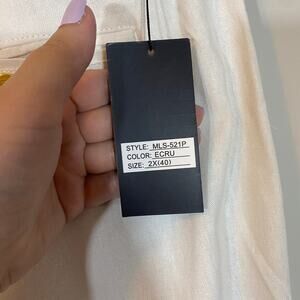 STYLE: MLS-521P
COLOR: ECRU
SIZE: 2X(40)